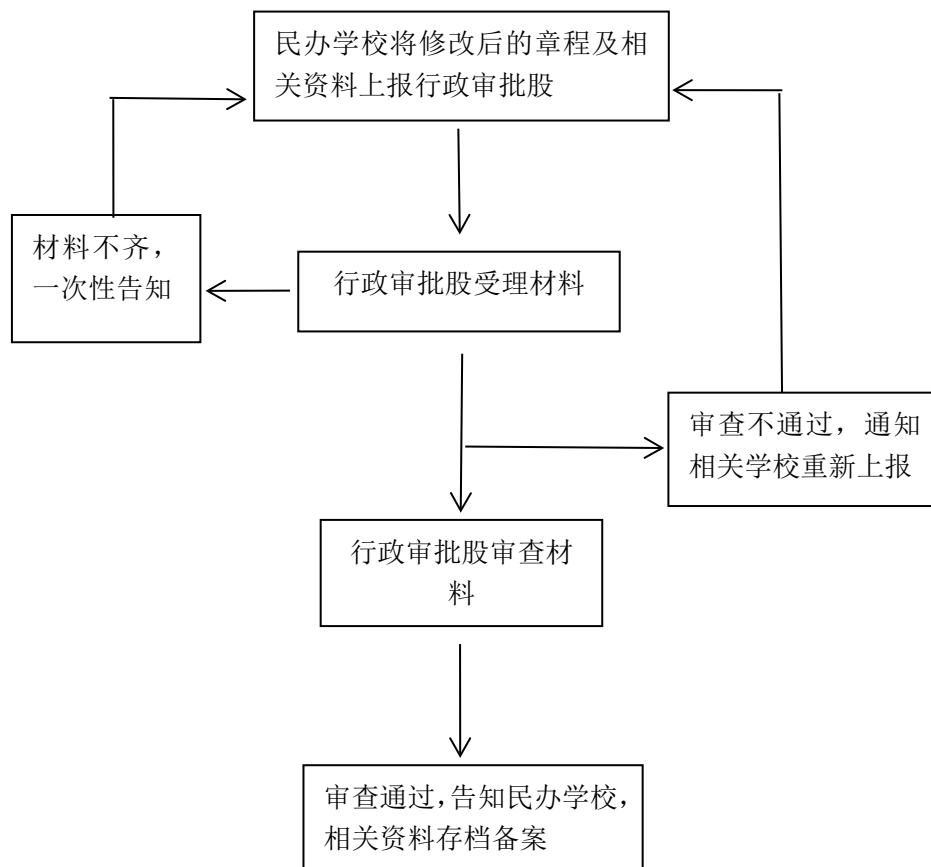 民办学校将修改后的章程及相
关资料上报行政审批股
材料不齐，
一次性告知
行政审批股受理材料
审查不通过，通知
相关学校重新上报
行政审批股审查材
料
审查通过，告知民办学校，
相关资料存档备案